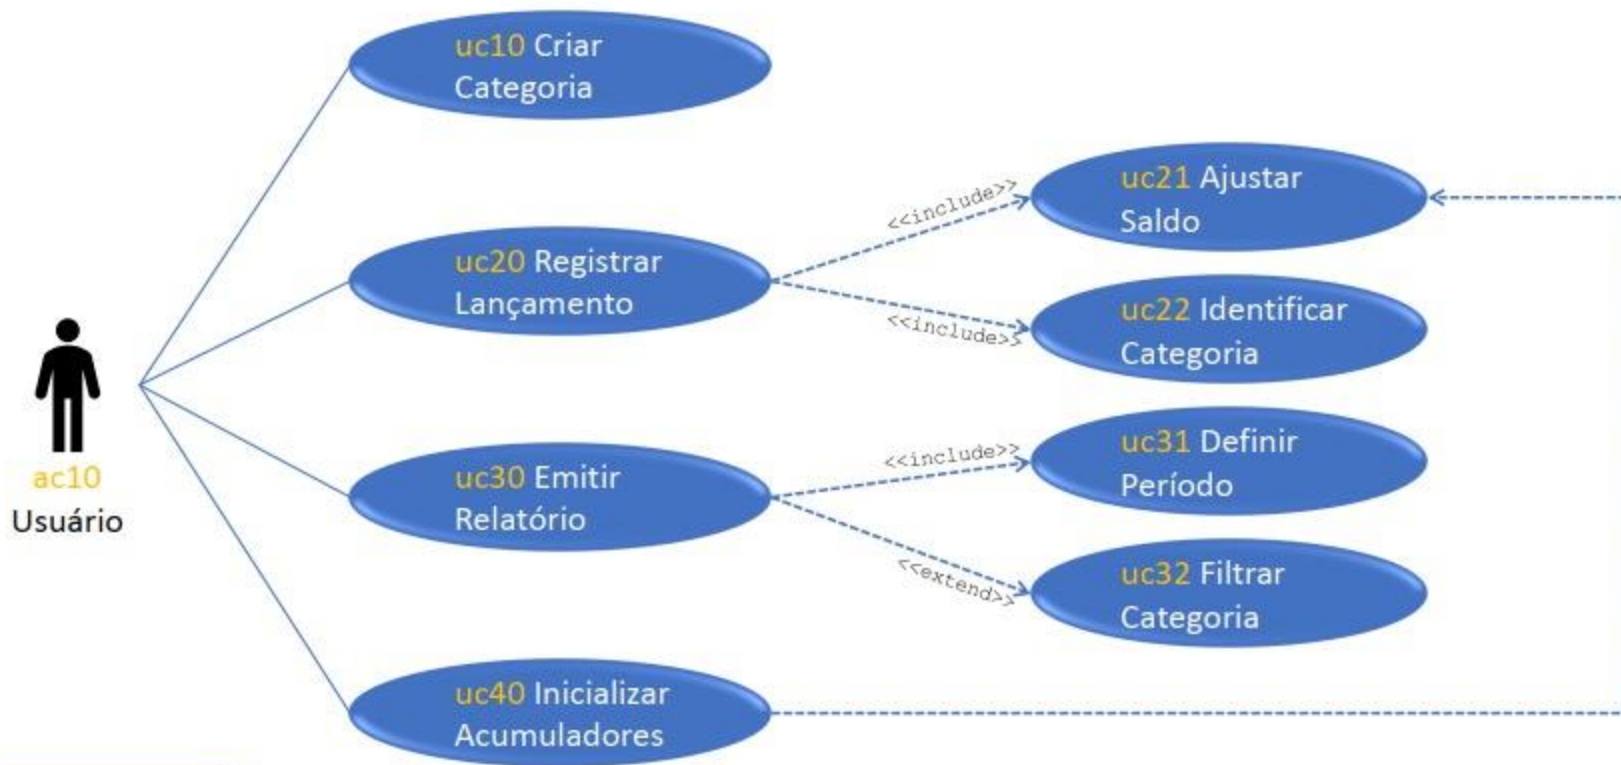 uc10 Criar
Categoria
uc21 Ajustar
Saldo
<<include>>
uc20 Registrar
Lançamento
<<include>>
uc22 Identificar
Categoria
ac10
Usuário
uc30 Emitir
Relatório
<<include>>
uc31 Definir
Período
<<extend>>
uc32 Filtrar
Categoria
uc40 Inicializar
Acumuladores